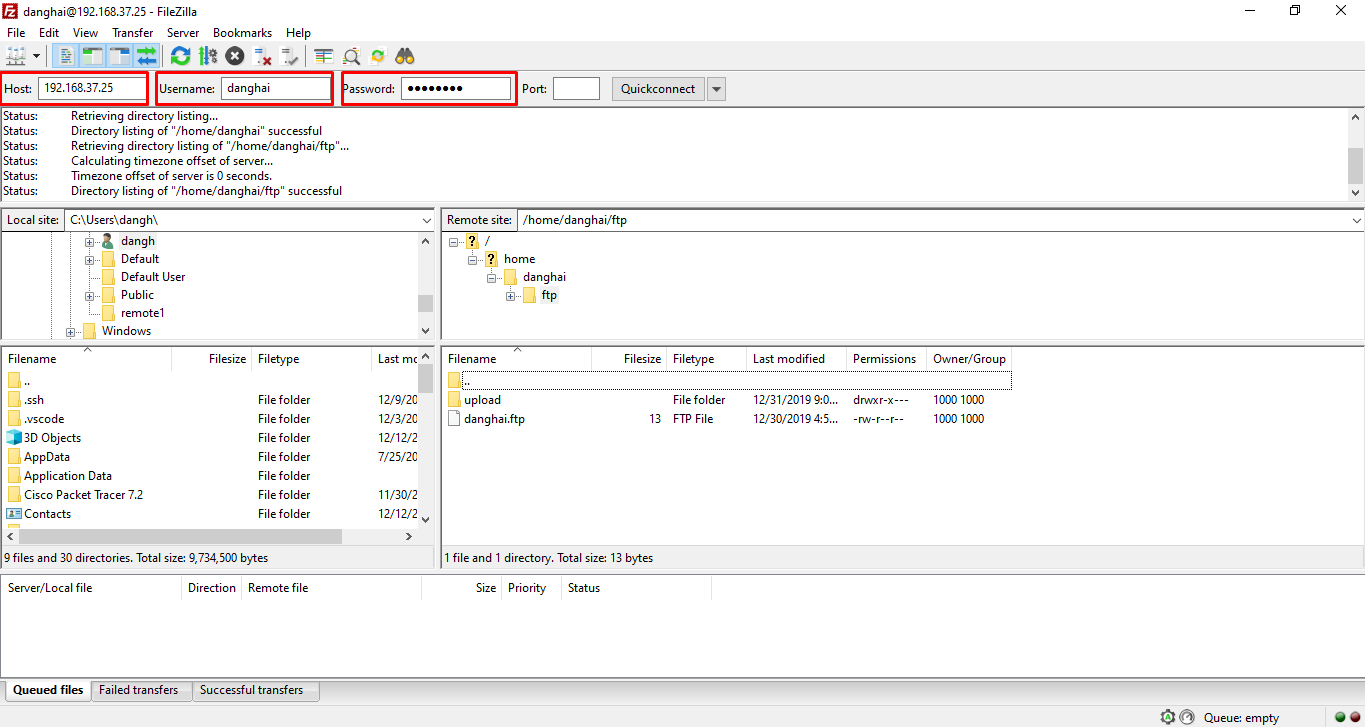 danghai@192.168.37.25 - FileZilla
File Edit View Transfer Server Bookmarks Help
Host: 192.168.37.25 Username: danghai Password: ●●●●●●●● Port: Quickconnect
Status: Retrieving directory listing...
Status: Directory listing of "/home/danghai" successful
Status: Retrieving directory listing of "/home/danghai/ftp"...
Status: Calculating timezone offset of server...
Status: Timezone offset of server is 0 seconds.
Status: Directory listing of "/home/danghai/ftp" successful
Local site: C:\Users\dangh\
dangh
Default
Default User
Public
remote1
Windows
Remote site: /home/danghai/ftp
/
home
danghai
ftp
Filename Filesize Filetype Last mc
..
.ssh File folder 12/9/20
.vscode File folder 12/3/20
3D Objects File folder 12/12/2
AppData File folder 7/25/20
Application Data File folder
Cisco Packet Tracer 7.2 File folder 11/30/2
Contacts File folder 12/12/2
9 files and 30 directories. Total size: 9,734,500 bytes
Filename Filesize Filetype Last modified Permissions Owner/Group
..
upload File folder 12/31/2019 9:0... drwxr-x--- 1000 1000
danghai.ftp 13 FTP File 12/30/2019 4:5... -rw-r--r-- 1000 1000
1 file and 1 directory. Total size: 13 bytes
Server/Local file Direction Remote file Size Priority Status
Queued files Failed transfers Successful transfers
Queue: empty